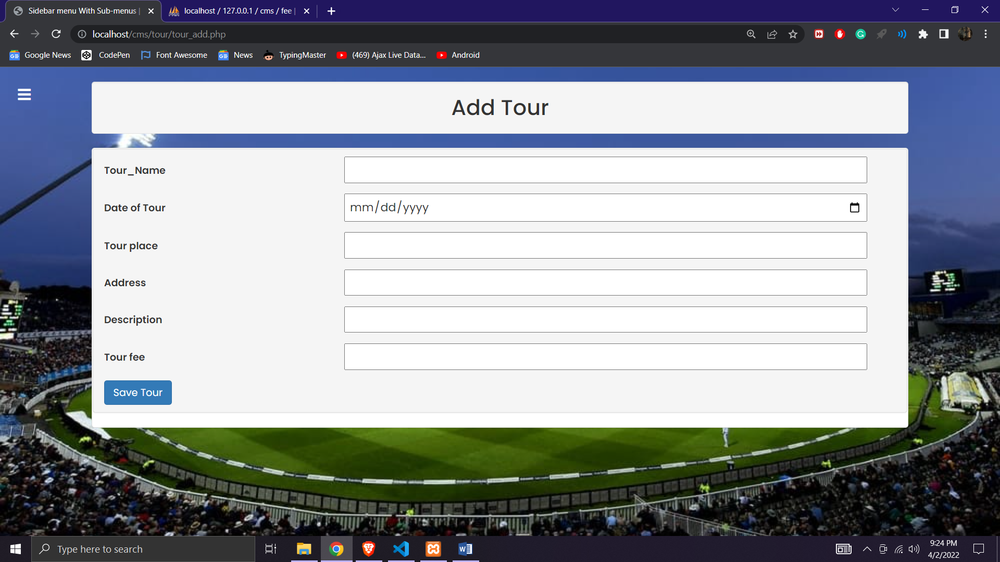 Sidebar menu With Sub-menus |
localhost / 127.0.0.1 / cms / fee |
localhost/cms/tour/tour_add.php
Google News
CodePen
Font Awesome
News
TypingMaster
(469) Ajax Live Data...
Android
Add Tour
Tour_Name
Date of Tour
mm/dd/yyyy
Tour place
Address
Description
Tour fee
Save Tour
Type here to search
9:24 PM
4/2/2022